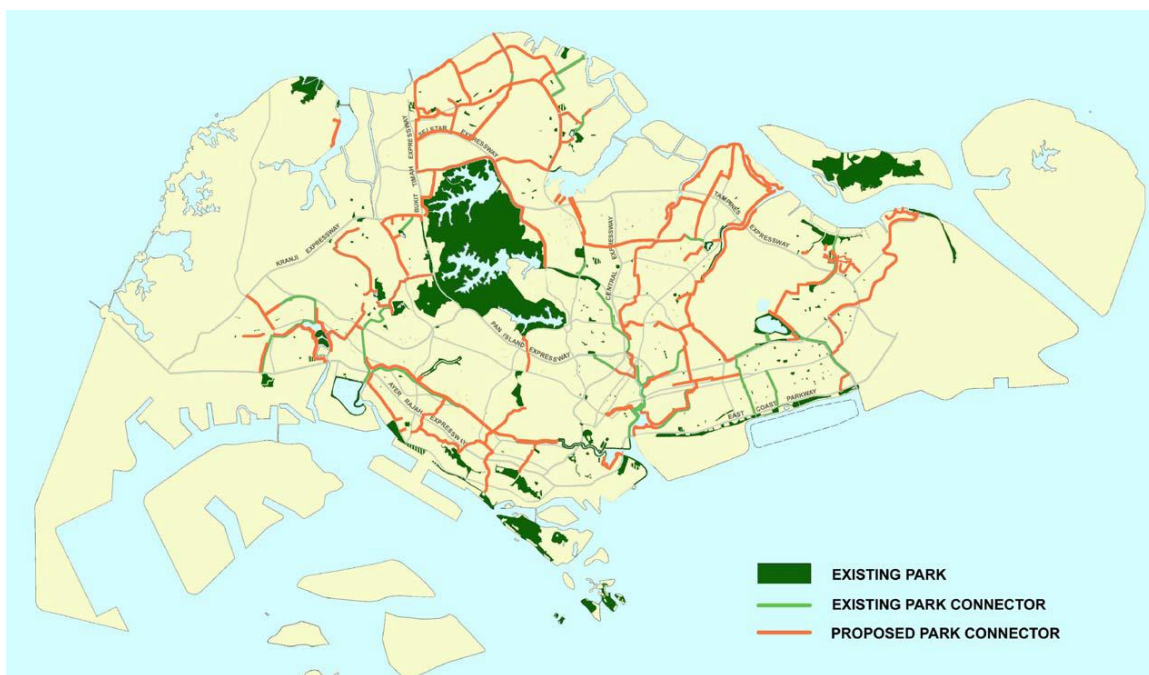 SELETAR EXPRESSWAY
BUKIT TIMAH EXPRESSWAY
TAMPINES EXPRESSWAY
KRANJI EXPRESSWAY
CENTRAL EXPRESSWAY
PAN ISLAND EXPRESSWAY
AYER RAJAH EXPRESSWAY
EAST COAST PARKWAY
EXISTING PARK
EXISTING PARK CONNECTOR
PROPOSED PARK CONNECTOR